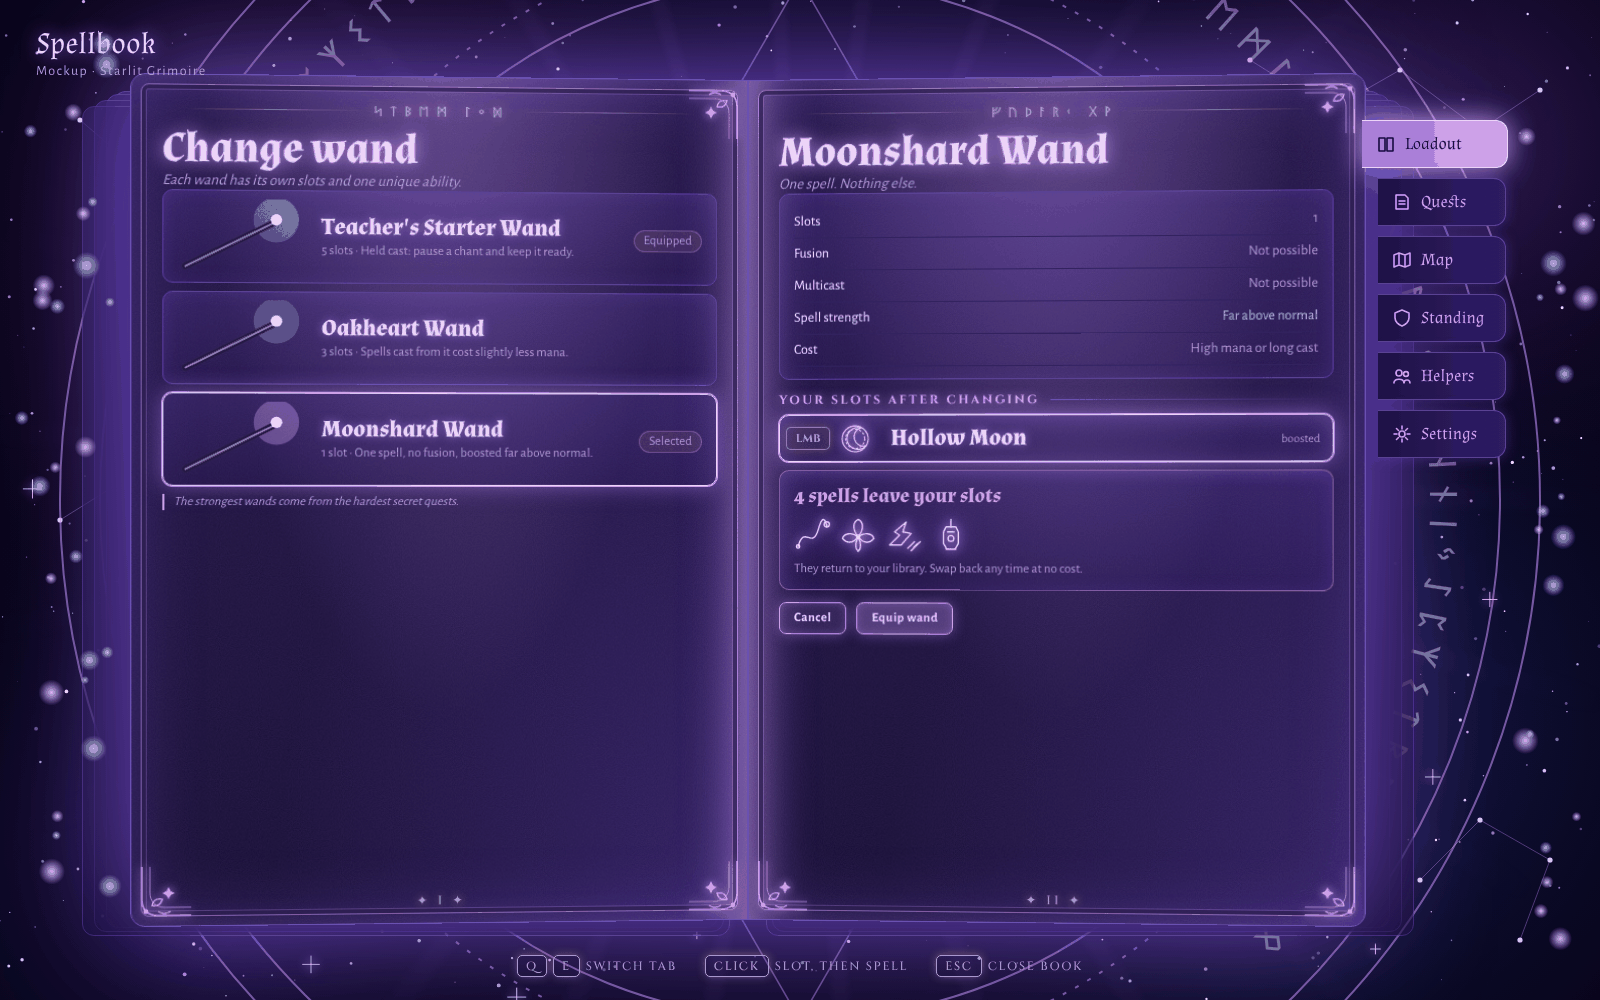 Spellbook
Mockup · Starlit Grimoire
Change wand
Each wand has its own slots and one unique ability.
Teacher's Starter Wand
5 slots · Held cast: pause a chant and keep it ready.
Equipped
Oakheart Wand
3 slots · Spells cast from it cost slightly less mana.
Moonshard Wand
1 slot · One spell, no fusion, boosted far above normal.
Selected
The strongest wands come from the hardest secret quests.
✦ I ✦
Moonshard Wand
One spell. Nothing else.
Slots 1
Fusion Not possible
Multicast Not possible
Spell strength Far above normal
Cost High mana or long cast
YOUR SLOTS AFTER CHANGING
LMB Hollow Moon boosted
4 spells leave your slots
They return to your library. Swap back any time at no cost.
Cancel Equip wand
✦ II ✦
Loadout
Quests
Map
Standing
Helpers
Settings
Q E SWITCH TAB CLICK SLOT, THEN SPELL ESC CLOSE BOOK